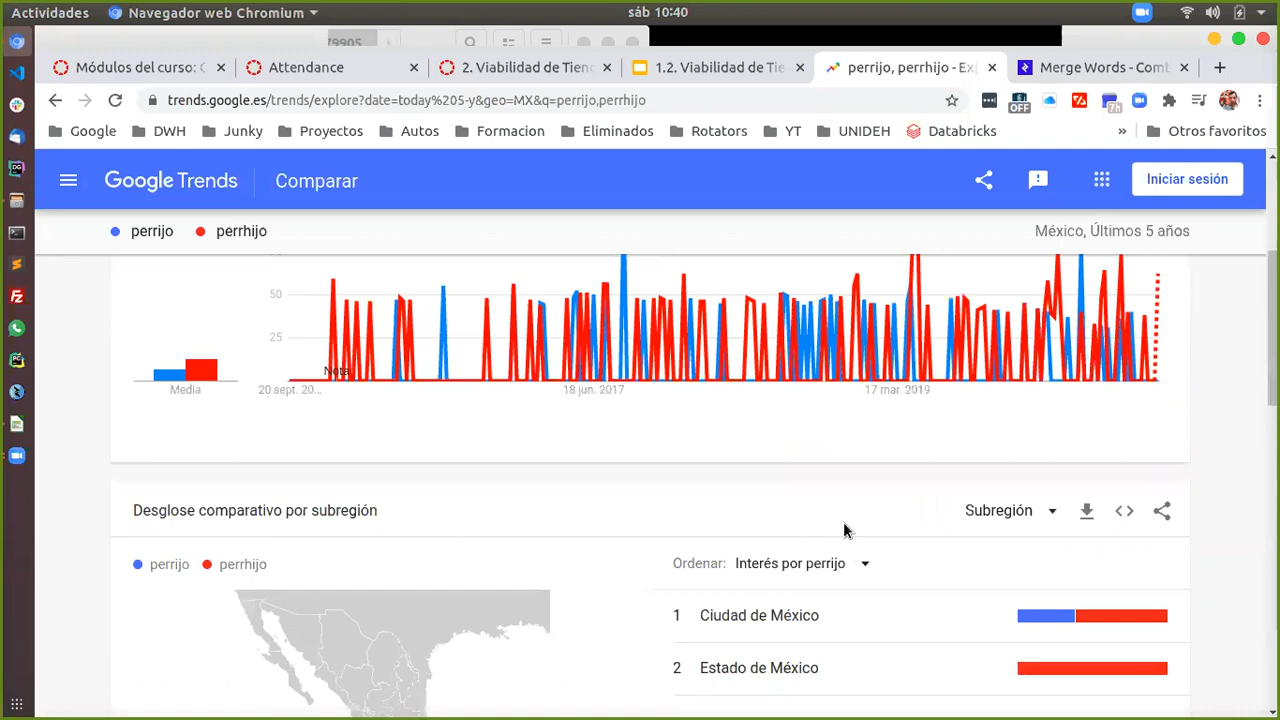 Actividades Navegador web Chromium sáb 10:40
79905
Módulos del curso: Attendance 2. Viabilidad de Tien 1.2. Viabilidad de Tie perrijo, perrhijo - Ex Merge Words - Comb
trends.google.es/trends/explore?date=today%205-y&geo=MX&q=perrijo,perrhijo OFF 7h
Google DWH Junky Proyectos Autos Formacion Eliminados Rotators YT UNIDEH Databricks » Otros favoritos
Google Trends Comparar Iniciar sesión
perrijo perrhijo México, Últimos 5 años
50
25
Nota
Media 20 sept. 20... 18 jun. 2017 17 mar. 2019
Desglose comparativo por subregión Subregión
perrijo perrhijo Ordenar: Interés por perrijo
1 Ciudad de México
2 Estado de México